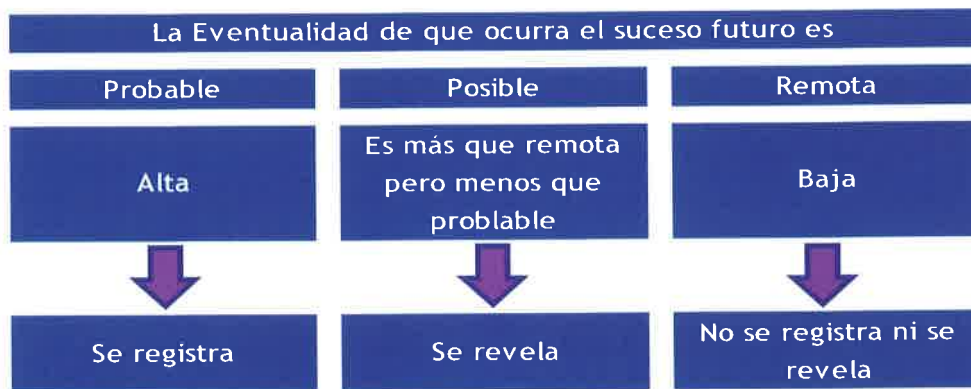 La Eventualidad de que ocurra el suceso futuro es
Probable
Posible
Remota
Alta
Es más que remota
pero menos que
problable
Baja
Se registra
Se revela
No se registra ni se
revela